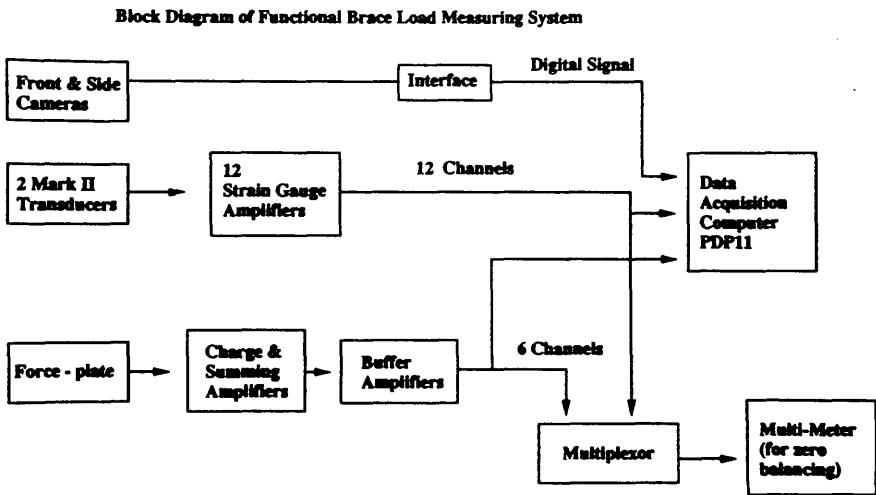 Block Diagram of Functional Brace Load Measuring System
Front & Side
Cameras
Interface
Digital Signal
2 Mark II
Transducers
12
Strain Gauge
Amplifiers
12 Channels
Data
Acquisition
Computer
PDP11
Force - plate
Charge &
Summing
Amplifiers
Buffer
Amplifiers
6 Channels
Multiplexor
Multi-Meter
(for zero
balancing)